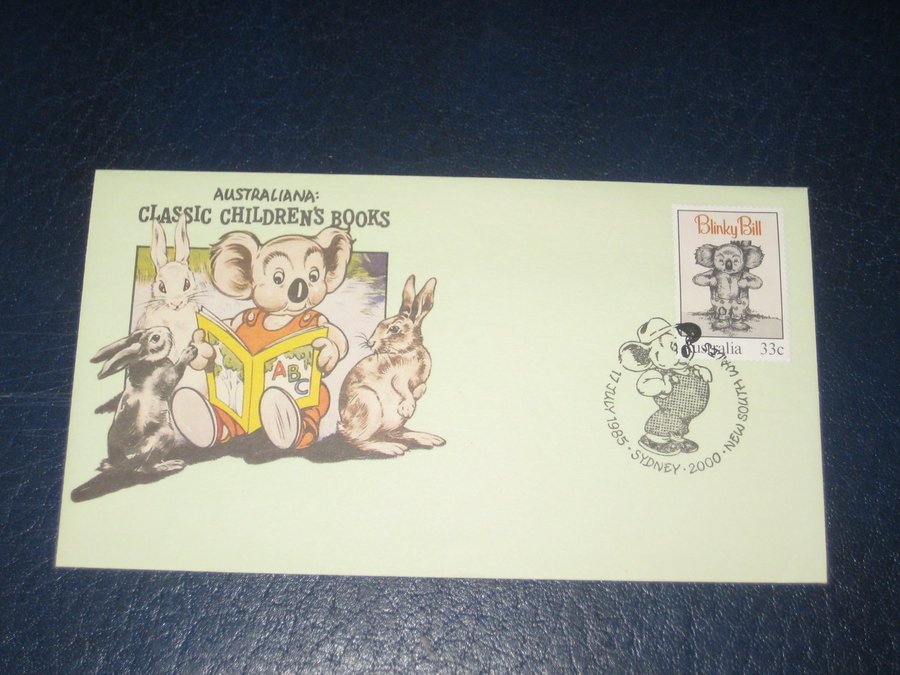 AUSTRALIANA:
CLASSIC CHILDREN'S BOOKS
ABC
Blinky Bill
Australia 33c
17 JULY 1985 · SYDNEY · 2000 · NEW SOUTH WALES